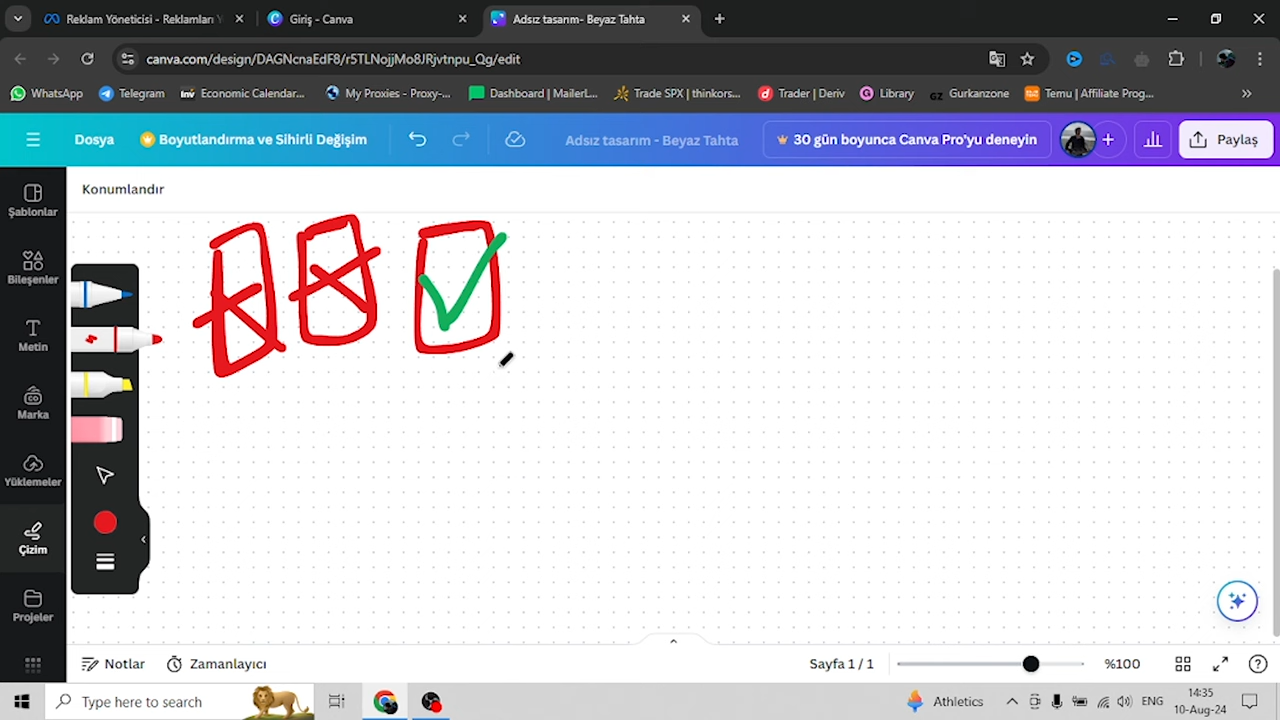 Reklam Yöneticisi - Reklamları Y
Giriş - Canva
Adsız tasarım- Beyaz Tahta
canva.com/design/DAGNcnaEdF8/r5TLNojjMo8JRjvtnpu_Qg/edit
WhatsApp
Telegram
Economic Calendar...
My Proxies - Proxy-...
Dashboard | MailerL...
Trade SPX | thinkors...
Trader | Deriv
Library
Gurkanzone
Temu | Affiliate Prog...
Dosya
Boyutlandırma ve Sihirli Değişim
Adsız tasarım - Beyaz Tahta
30 gün boyunca Canva Pro'yu deneyin
Paylaş
Konumlandır
Şablonlar
Bileşenler
Metin
Marka
Yüklemeler
Çizim
Projeler
Notlar
Zamanlayıcı
Sayfa 1 / 1
%100
Type here to search
Athletics
ENG
14:35
10-Aug-24